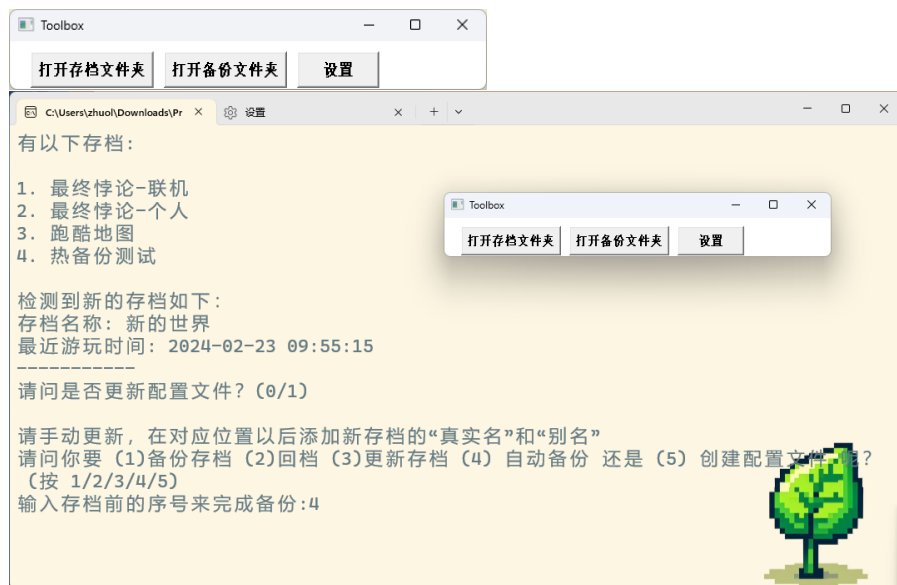 Toolbox
打开存档文件夹 打开备份文件夹 设置
C:\Users\zhuol\Downloads\Pr 设置
有以下存档:
1. 最终悖论-联机
2. 最终悖论-个人
3. 跑酷地图
4. 热备份测试
Toolbox
打开存档文件夹 打开备份文件夹 设置
检测到新的存档如下:
存档名称: 新的世界
最近游玩时间: 2024-02-23 09:55:15
-----------
请问是否更新配置文件? (0/1)
请手动更新, 在对应位置以后添加新存档的“真实名”和“别名”
请问你要 (1)备份存档 (2)回档 (3)更新存档 (4) 自动备份 还是 (5) 创建配置文件 呢?
(按 1/2/3/4/5)
输入存档前的序号来完成备份:4